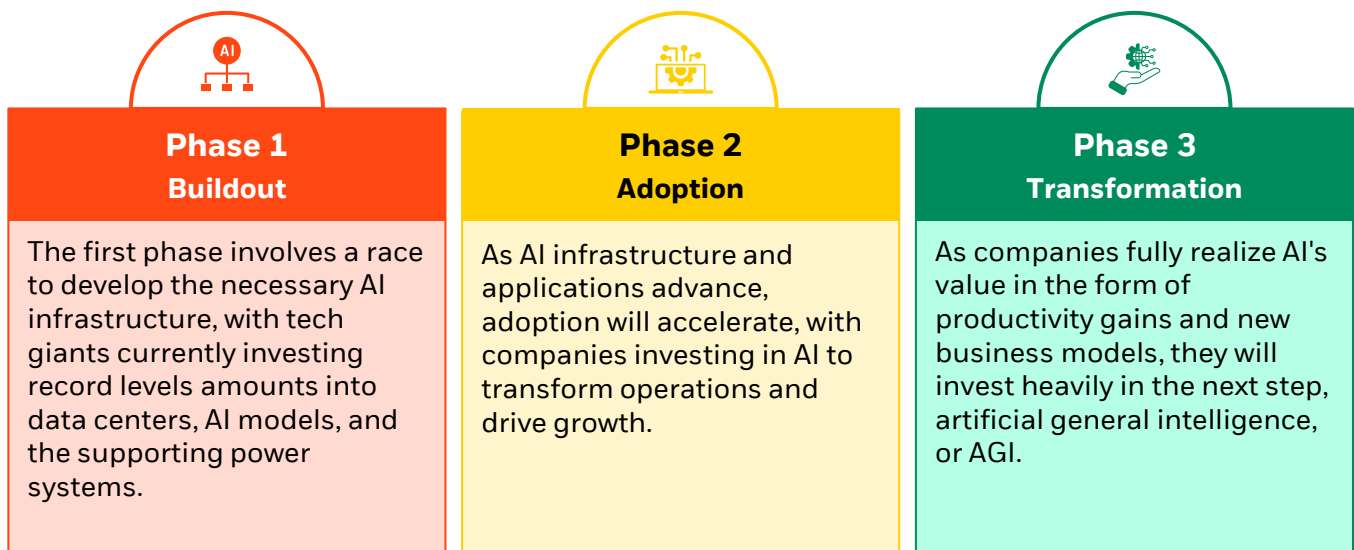 AI
Phase 1
Buildout
The first phase involves a race
to develop the necessary AI
infrastructure, with tech
giants currently investing
record levels amounts into
data centers, AI models, and
the supporting power
systems.
Phase 2
Adoption
As AI infrastructure and
applications advance,
adoption will accelerate, with
companies investing in AI to
transform operations and
drive growth.
Phase 3
Transformation
As companies fully realize AI's
value in the form of
productivity gains and new
business models, they will
invest heavily in the next step,
artificial general intelligence,
or AGI.